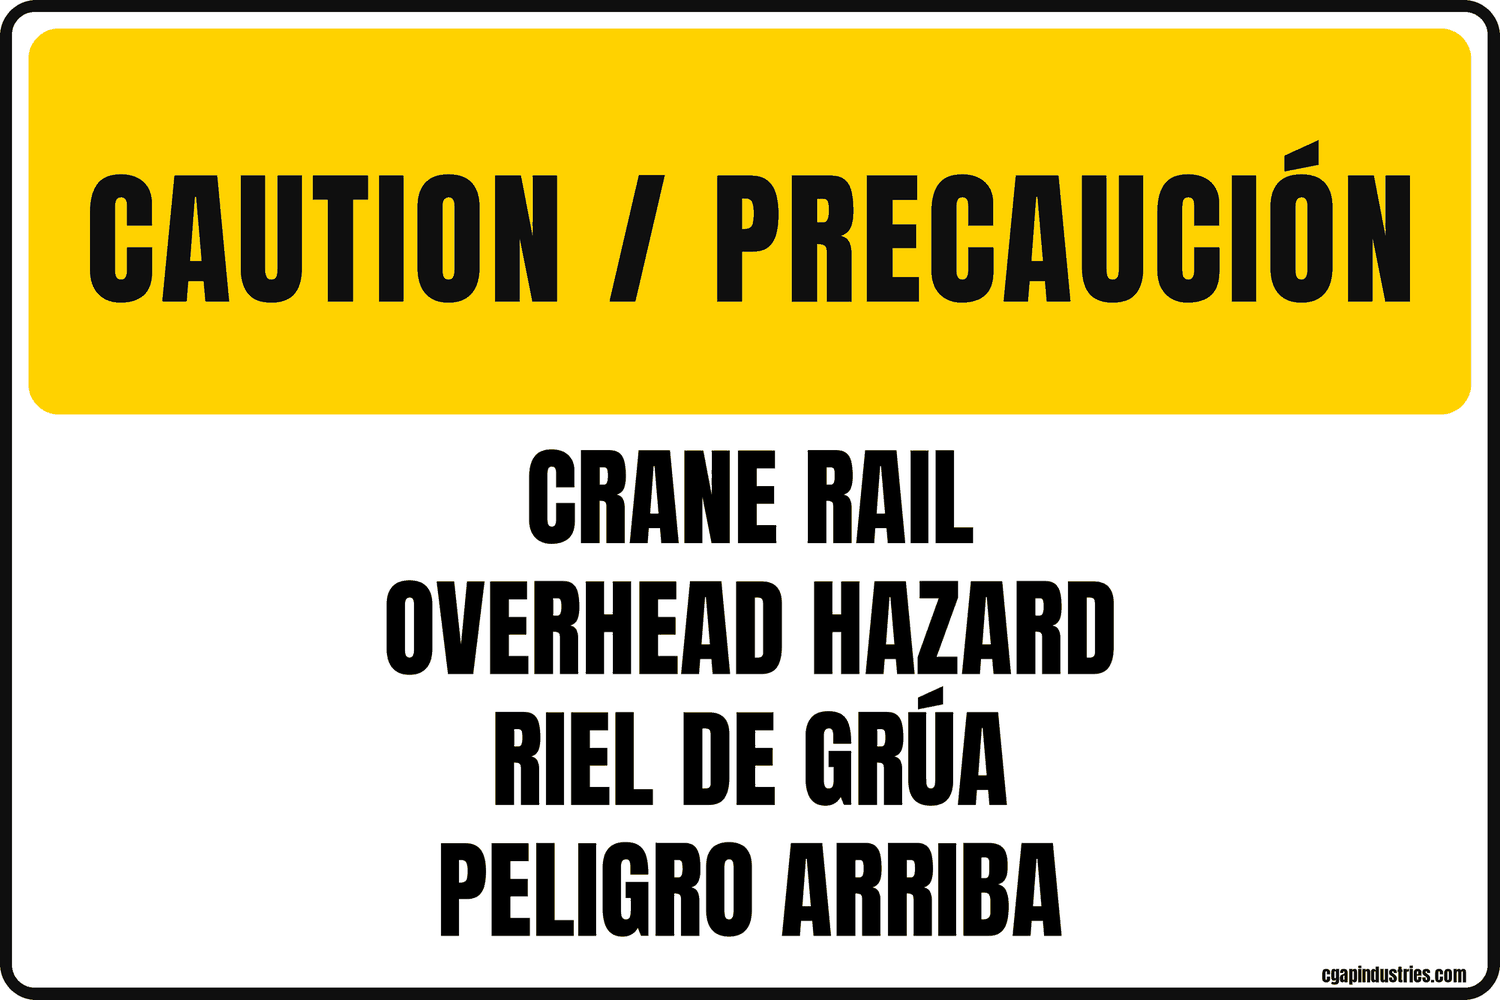 CAUTION / PRECAUCIÓN
CRANE RAIL
OVERHEAD HAZARD
RIEL DE GRÚA
PELIGRO ARRIBA
cgapindustries.com